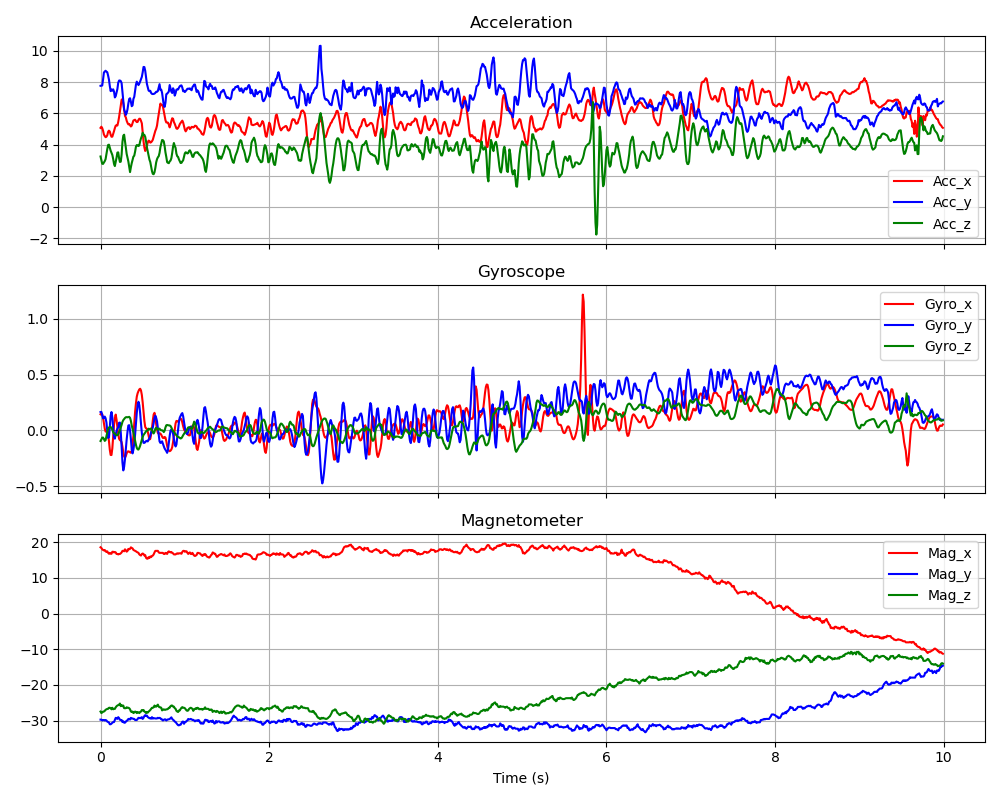 Acceleration
10
8
6
4
2
0
−2
Acc_x
Acc_y
Acc_z
Gyroscope
1.0
0.5
0.0
−0.5
Gyro_x
Gyro_y
Gyro_z
Magnetometer
20
10
0
−10
−20
−30
Mag_x
Mag_y
Mag_z
0 2 4 6 8 10
Time (s)